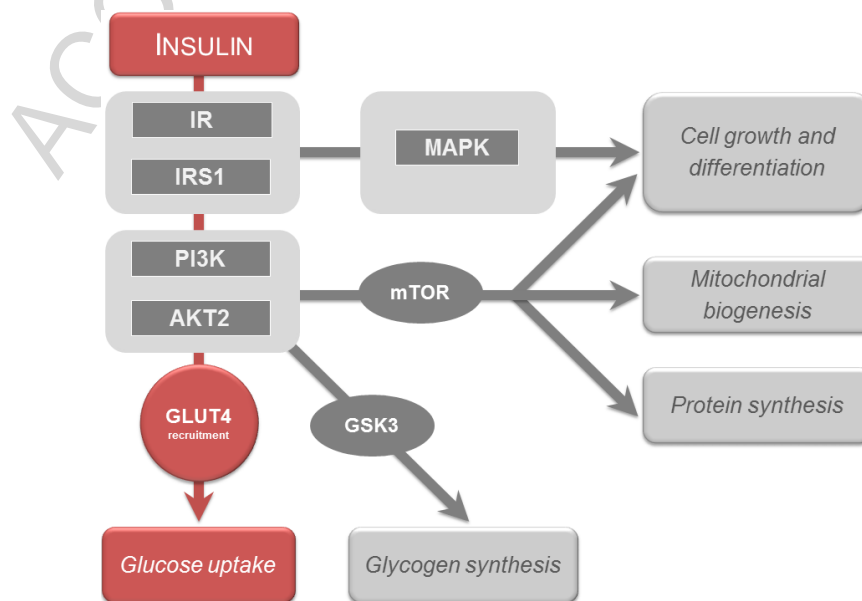 INSULIN
IR
IRS1
MAPK
Cell growth and
differentiation
PI3K
AKT2
mTOR
Mitochondrial
biogenesis
GLUT4
recruitment
GSK3
Protein synthesis
Glucose uptake
Glycogen synthesis